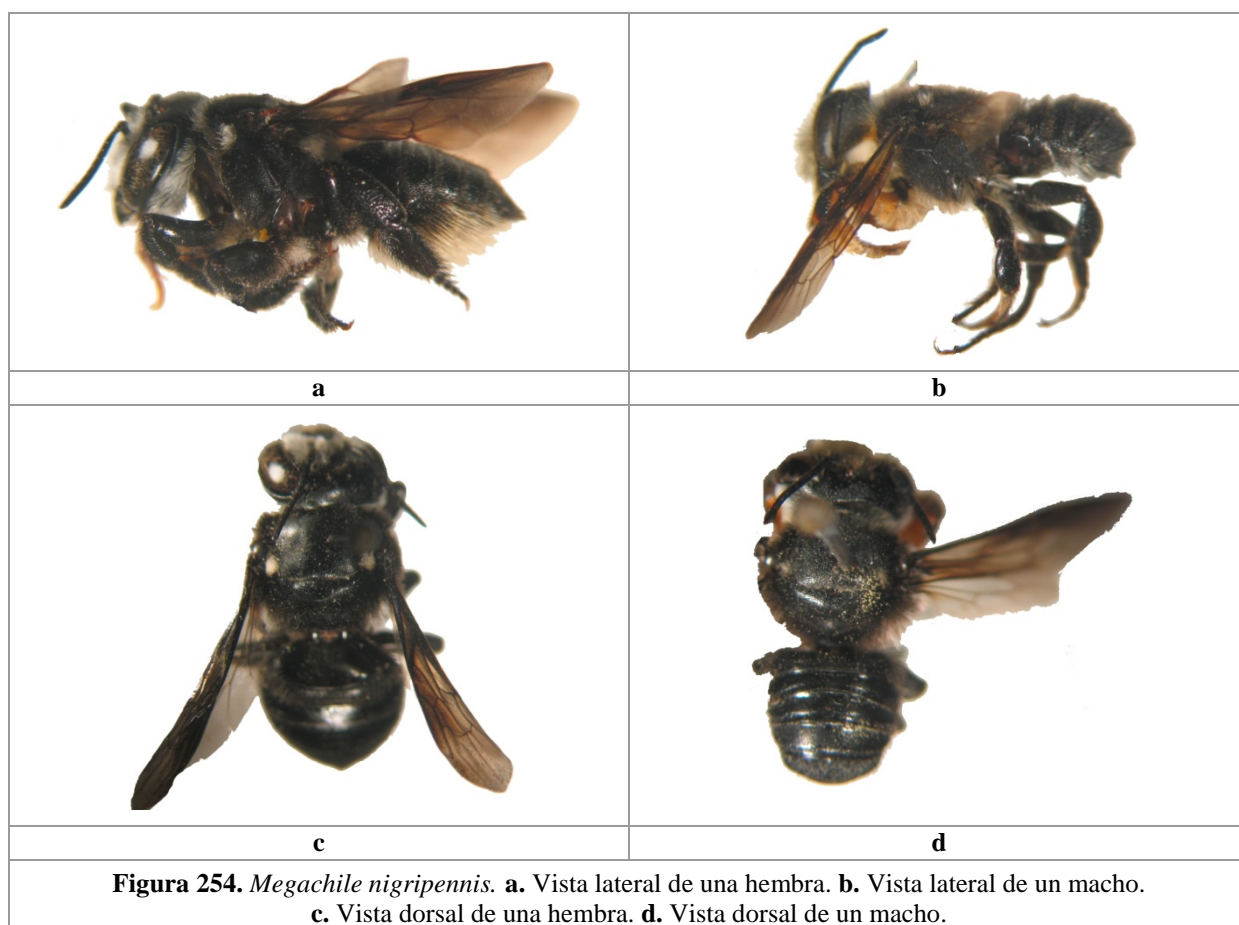 a
b
c
d
Figura 254. Megachile nigripennis. a. Vista lateral de una hembra. b. Vista lateral de un macho.
c. Vista dorsal de una hembra. d. Vista dorsal de un macho.